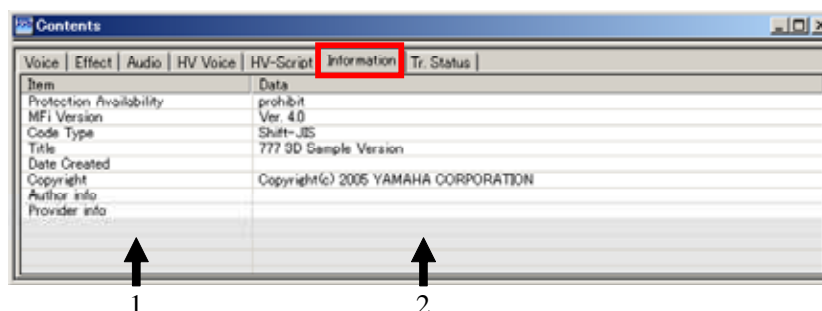 Contents
Voice | Effect | Audio | HV Voice | HV-Script | Information | Tr. Status |
Item Data
Protection Availability prohibit
MFi Version Ver. 4.0
Code Type Shift-JIS
Title 777 3D Sample Version
Date Created
Copyright Copyright(c) 2005 YAMAHA CORPORATION
Author info
Provider info
1 2